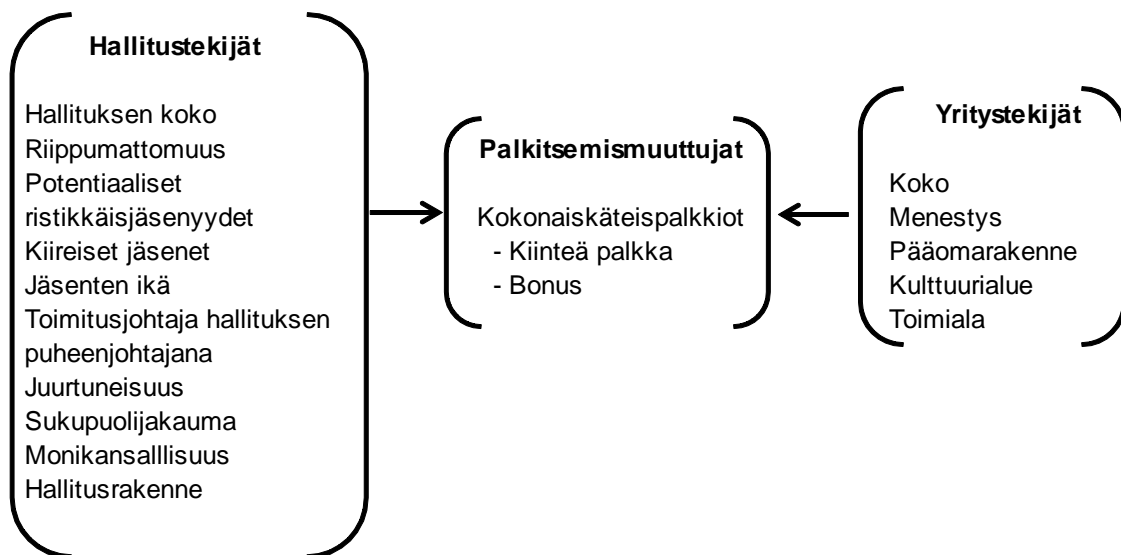 Hallitustekijät
Hallituksen koko
Riippumattomuus
Potentiaaliset
ristikkäisjäsenyydet
Kiireiset jäsenet
Jäsenten ikä
Toimitusjohtaja hallituksen
puheenjohtajana
Juurtuneisuus
Sukupuolijakauma
Monikansalllisuus
Hallitusrakenne
Palkitsemismuuttujat
Kokonaiskäteispalkkiot
- Kiinteä palkka
- Bonus
Yritystekijät
Koko
Menestys
Pääomarakenne
Kulttuurialue
Toimiala